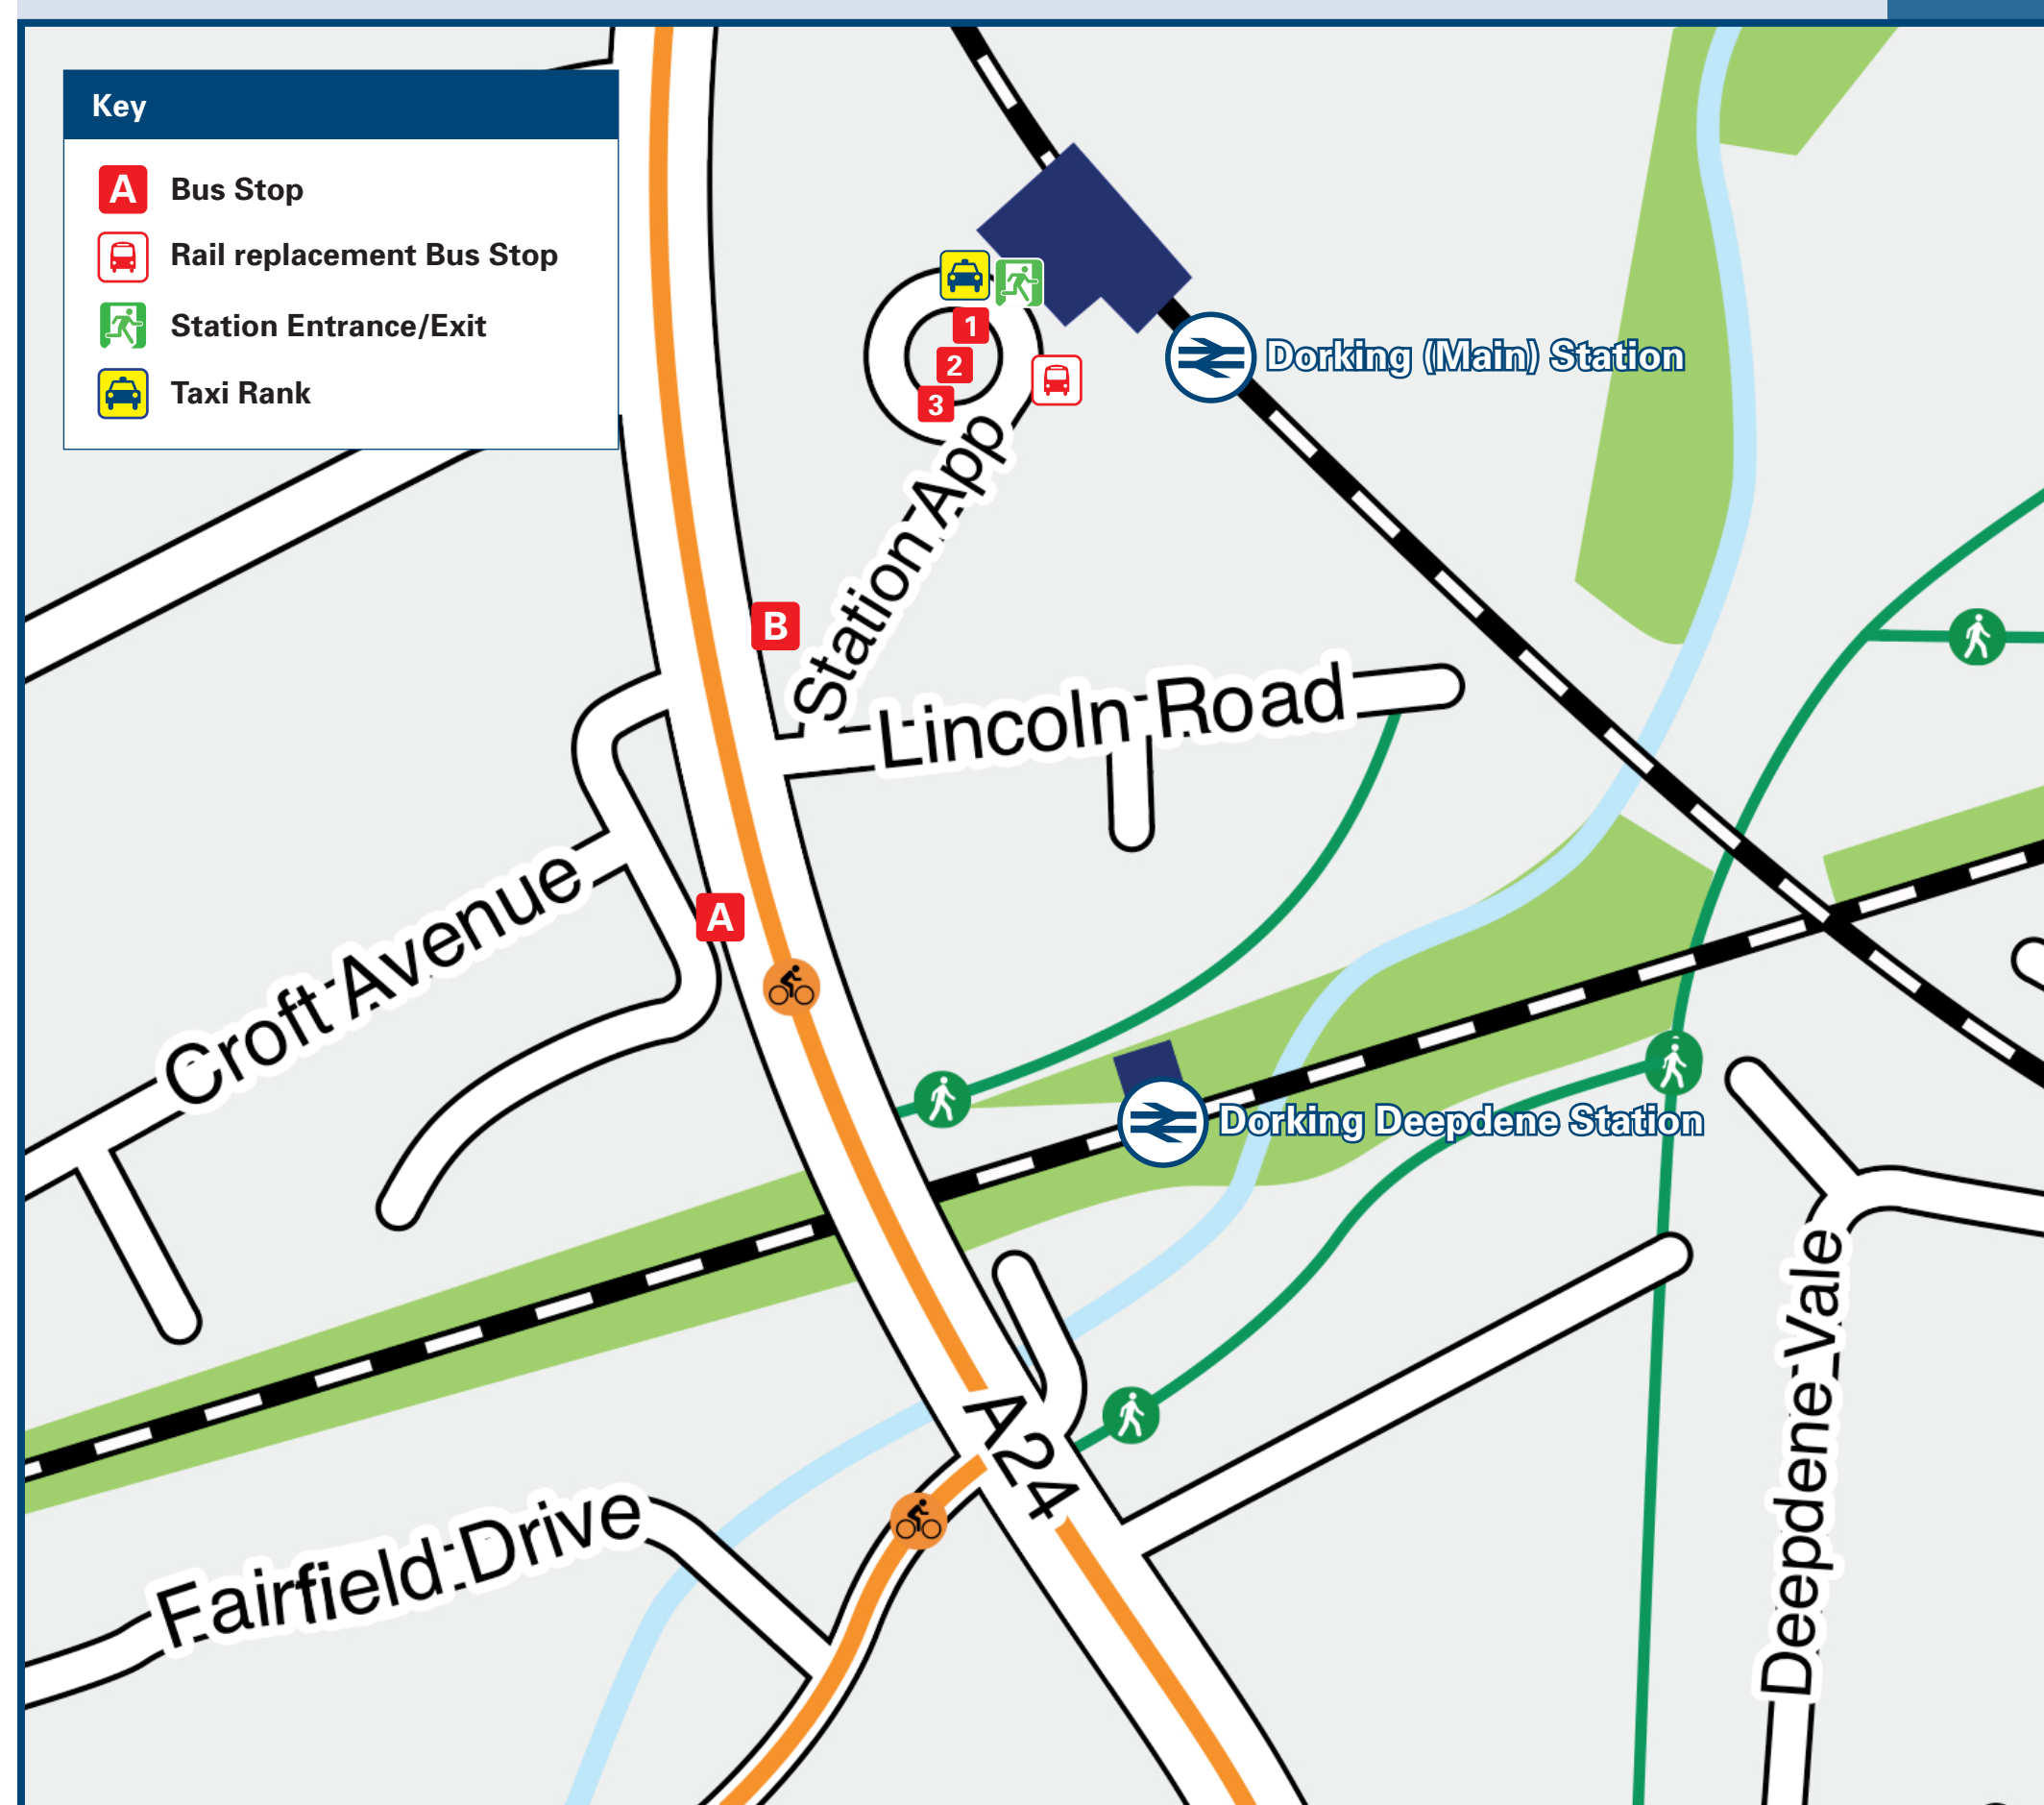 Key
A Bus Stop
Rail replacement Bus Stop
Station Entrance/Exit
Taxi Rank
1
2
3
Dorking (Main) Station
Station App
B
Lincoln Road
Croft Avenue
A
Dorking Deepdene Station
A24
Deepdene Vale
Fairfield Drive